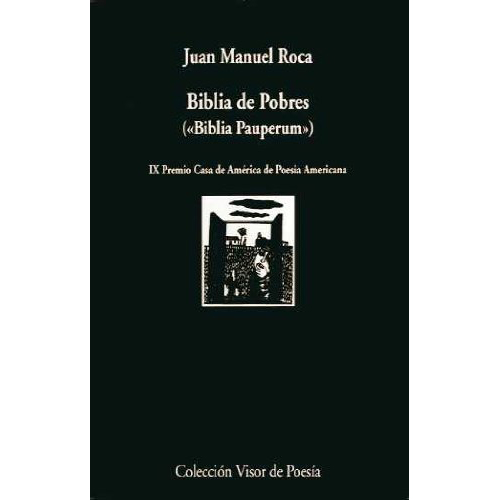 Juan Manuel Roca
Biblia de Pobres
(«Biblia Pauperum»)
IX Premio Casa de América de Poesía Americana
Colección Visor de Poesía